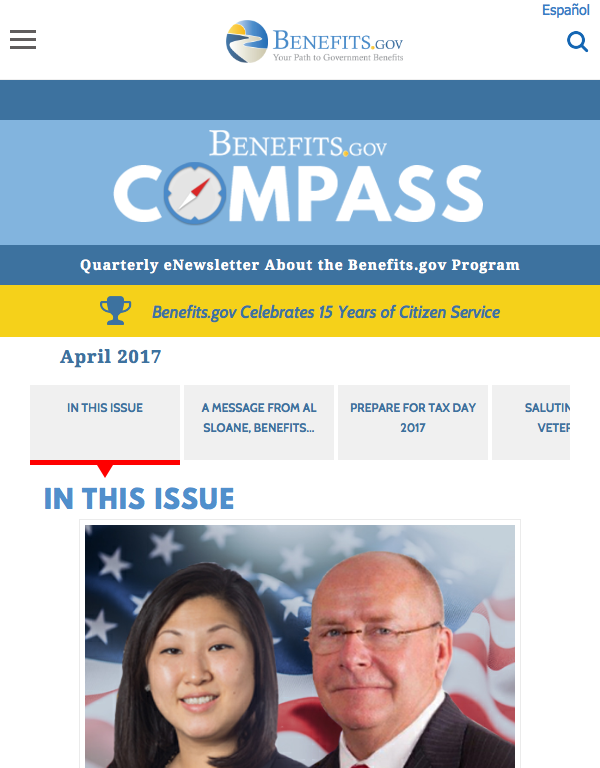 Español
BENEFITS.GOV
Your Path to Government Benefits
BENEFITS.GOV
COMPASS
Quarterly eNewsletter About the Benefits.gov Program
Benefits.gov Celebrates 15 Years of Citizen Service
April 2017
IN THIS ISSUE
A MESSAGE FROM AL
SLOANE, BENEFITS...
PREPARE FOR TAX DAY
2017
IN THIS ISSUE